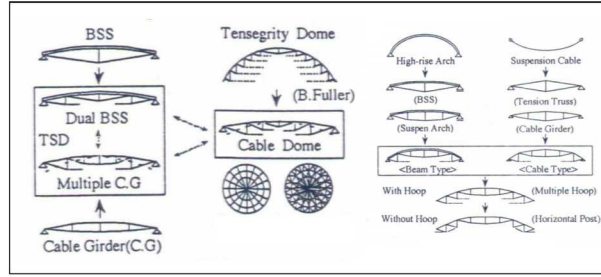 BSS
Dual BSS
TSD
Multiple C.G
Cable Girder(C.G)
Tensegrity Dome
(B.Fuller)
Cable Dome
High-rise Arch
Suspension Cable
(BSS)
(Tension Truss)
(Suspen Arch)
(Cable Girder)
<Beam Type>
<Cable Type>
With Hoop
(Multiple Hoop)
Without Hoop
(Horizontal Post)